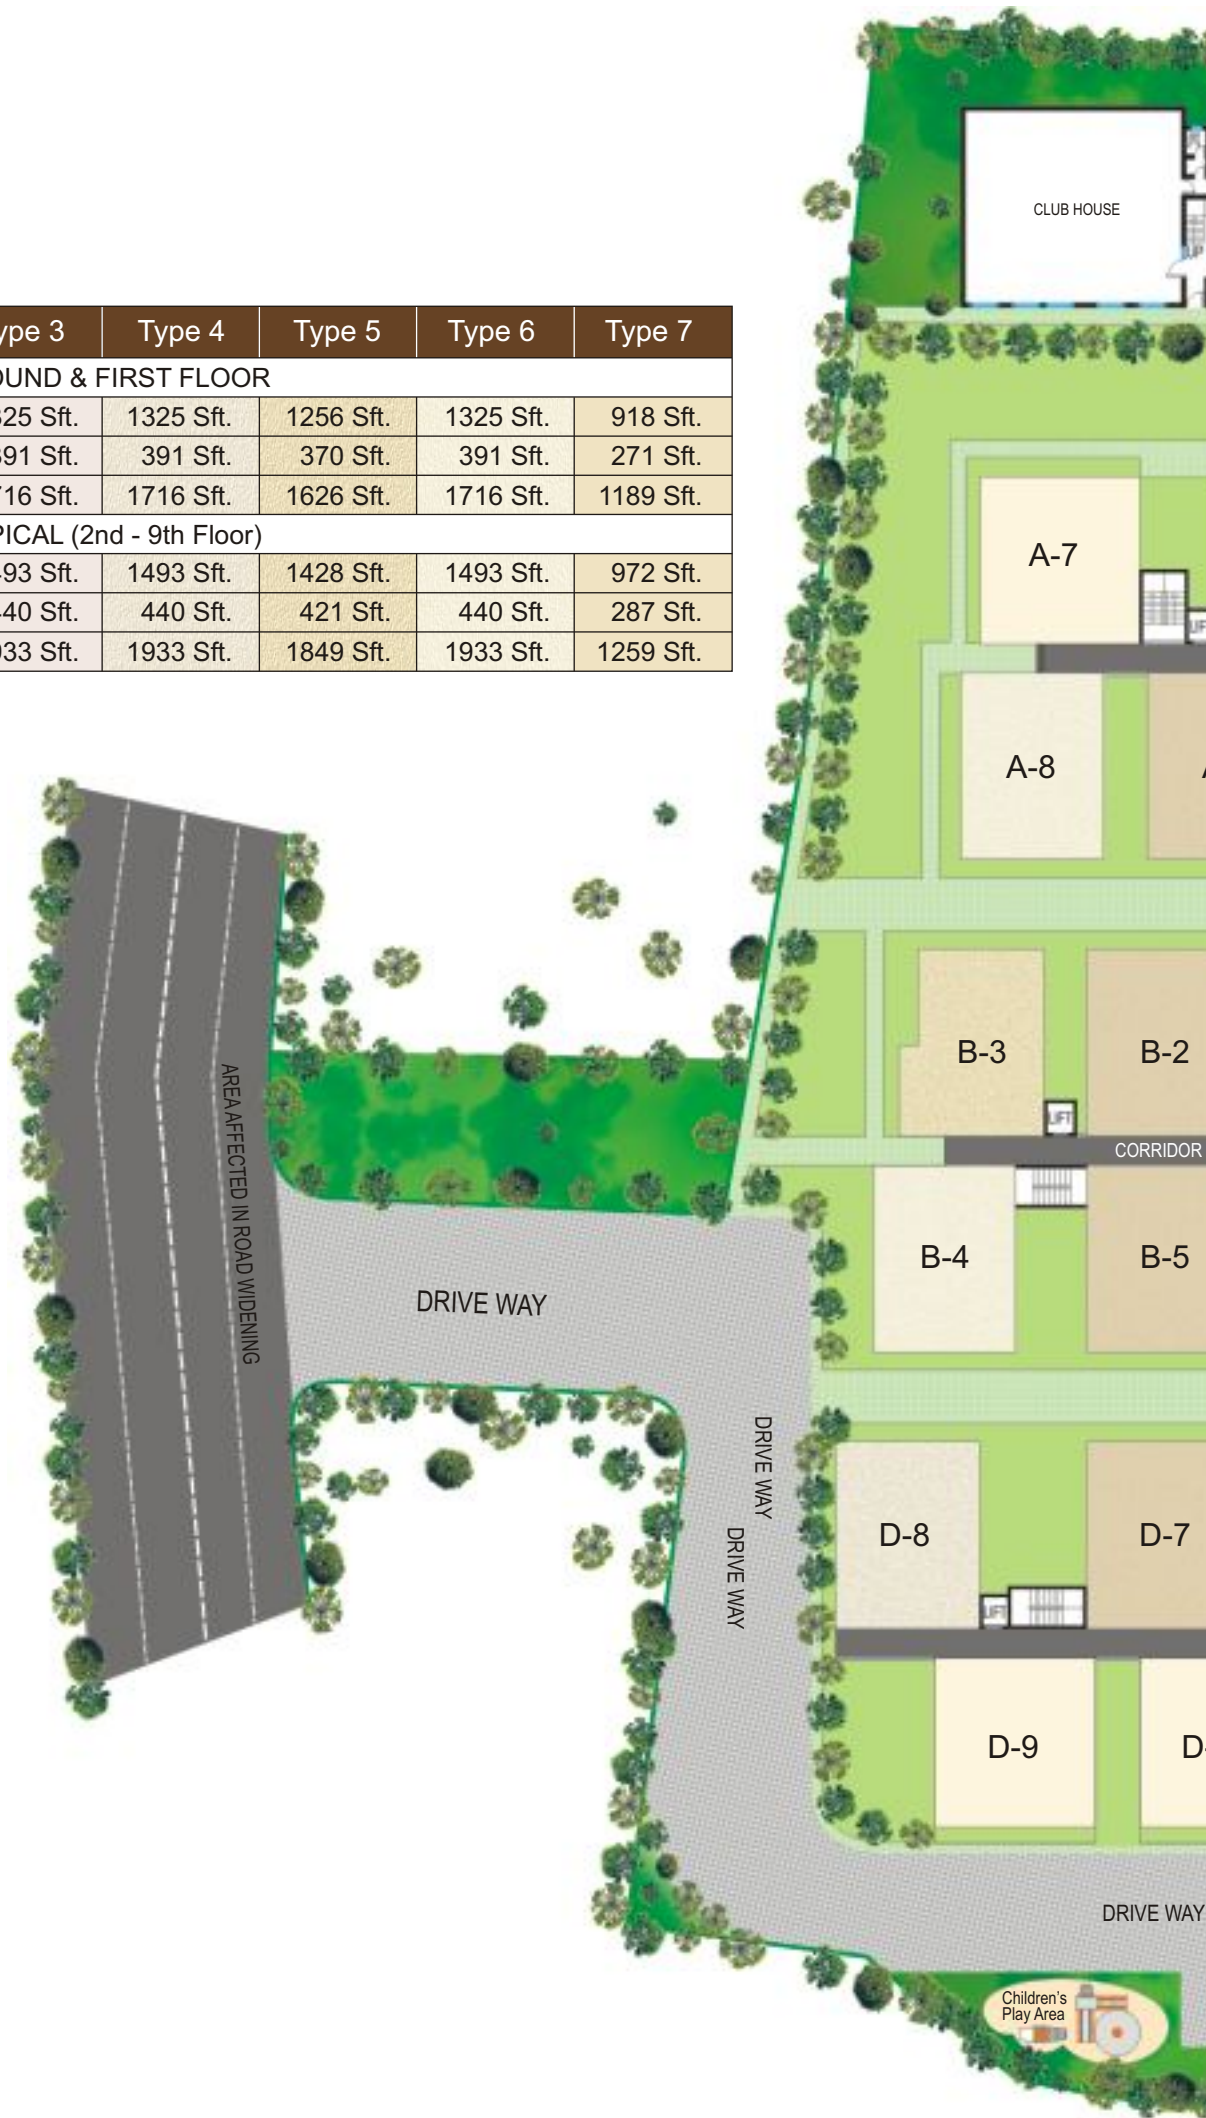 CLUB HOUSE
UP
ype 3 Type 4 Type 5 Type 6 Type 7
OUND & FIRST FLOOR
325 Sft. 1325 Sft. 1256 Sft. 1325 Sft. 918 Sft.
391 Sft. 391 Sft. 370 Sft. 391 Sft. 271 Sft.
716 Sft. 1716 Sft. 1626 Sft. 1716 Sft. 1189 Sft.
PICAL (2nd - 9th Floor)
493 Sft. 1493 Sft. 1428 Sft. 1493 Sft. 972 Sft.
440 Sft. 440 Sft. 421 Sft. 440 Sft. 287 Sft.
933 Sft. 1933 Sft. 1849 Sft. 1933 Sft. 1259 Sft.
A-7
LIF
A-8
B-3
B-2
LIFT
CORRIDOR
AREA AFFECTED IN ROAD WIDENING
B-4
B-5
DRIVE WAY
DRIVE WAY
DRIVE WAY
D-8
D-7
LIFT
D-9
D-
DRIVE WAY
Children's
Play Area